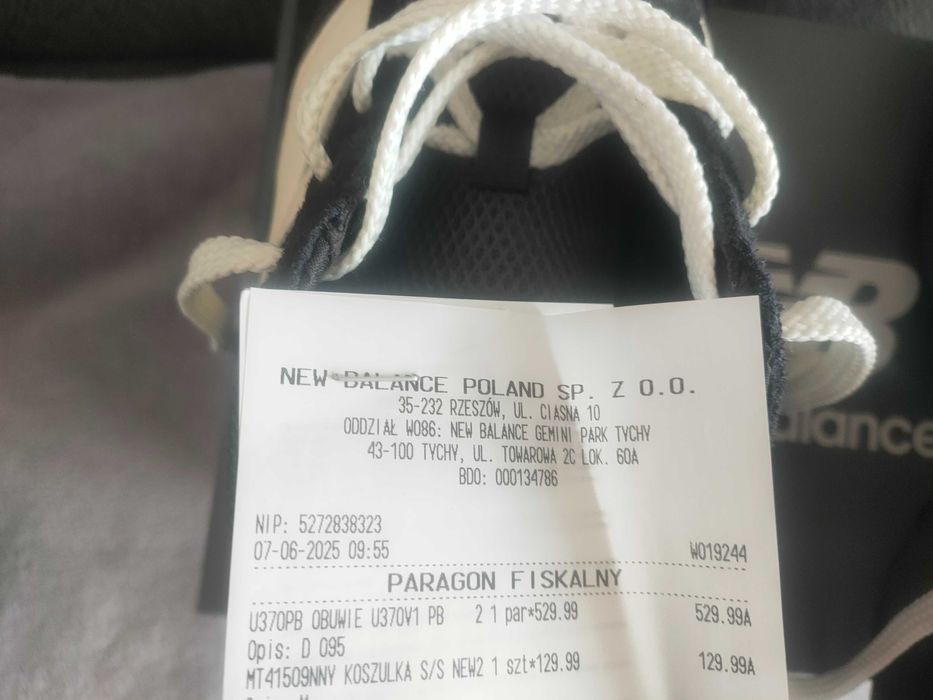 NEW BALANCE POLAND SP. Z O.O.
35-232 RZESZÓW, UL. CIASNA 10
ODDZIAŁ W086: NEW BALANCE GEMINI PARK TYCHY
43-100 TYCHY, UL. TOWAROWA 2C LOK. 60A
BDO: 000134786
NIP: 5272838323
07-06-2025 09:55 W019244
PARAGON FISKALNY
U370PB OBUWIE U370V1 PB 2 1 par*529.99 529.99A
Opis: D 095
MT41509NNY KOSZULKA S/S NEW2 1 szt*129.99 129.99A
alance